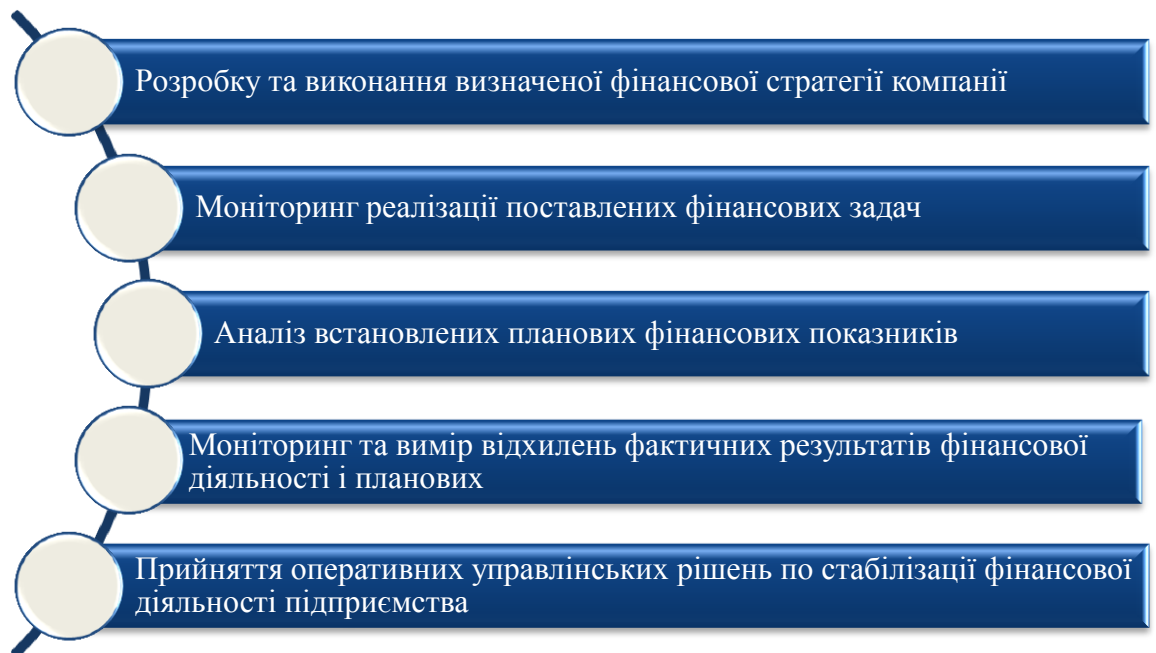 Розробку та виконання визначеної фінансової стратегії компанії
Моніторинг реалізації поставлених фінансових задач
Аналіз встановлених планових фінансових показників
Моніторинг та вимір відхилень фактичних результатів фінансової
діяльності і планових
Прийняття оперативних управлінських рішень по стабілізації фінансової
діяльності підприємства